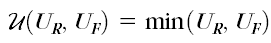 𝒰(U_R, U_F) = min(U_R, U_F)